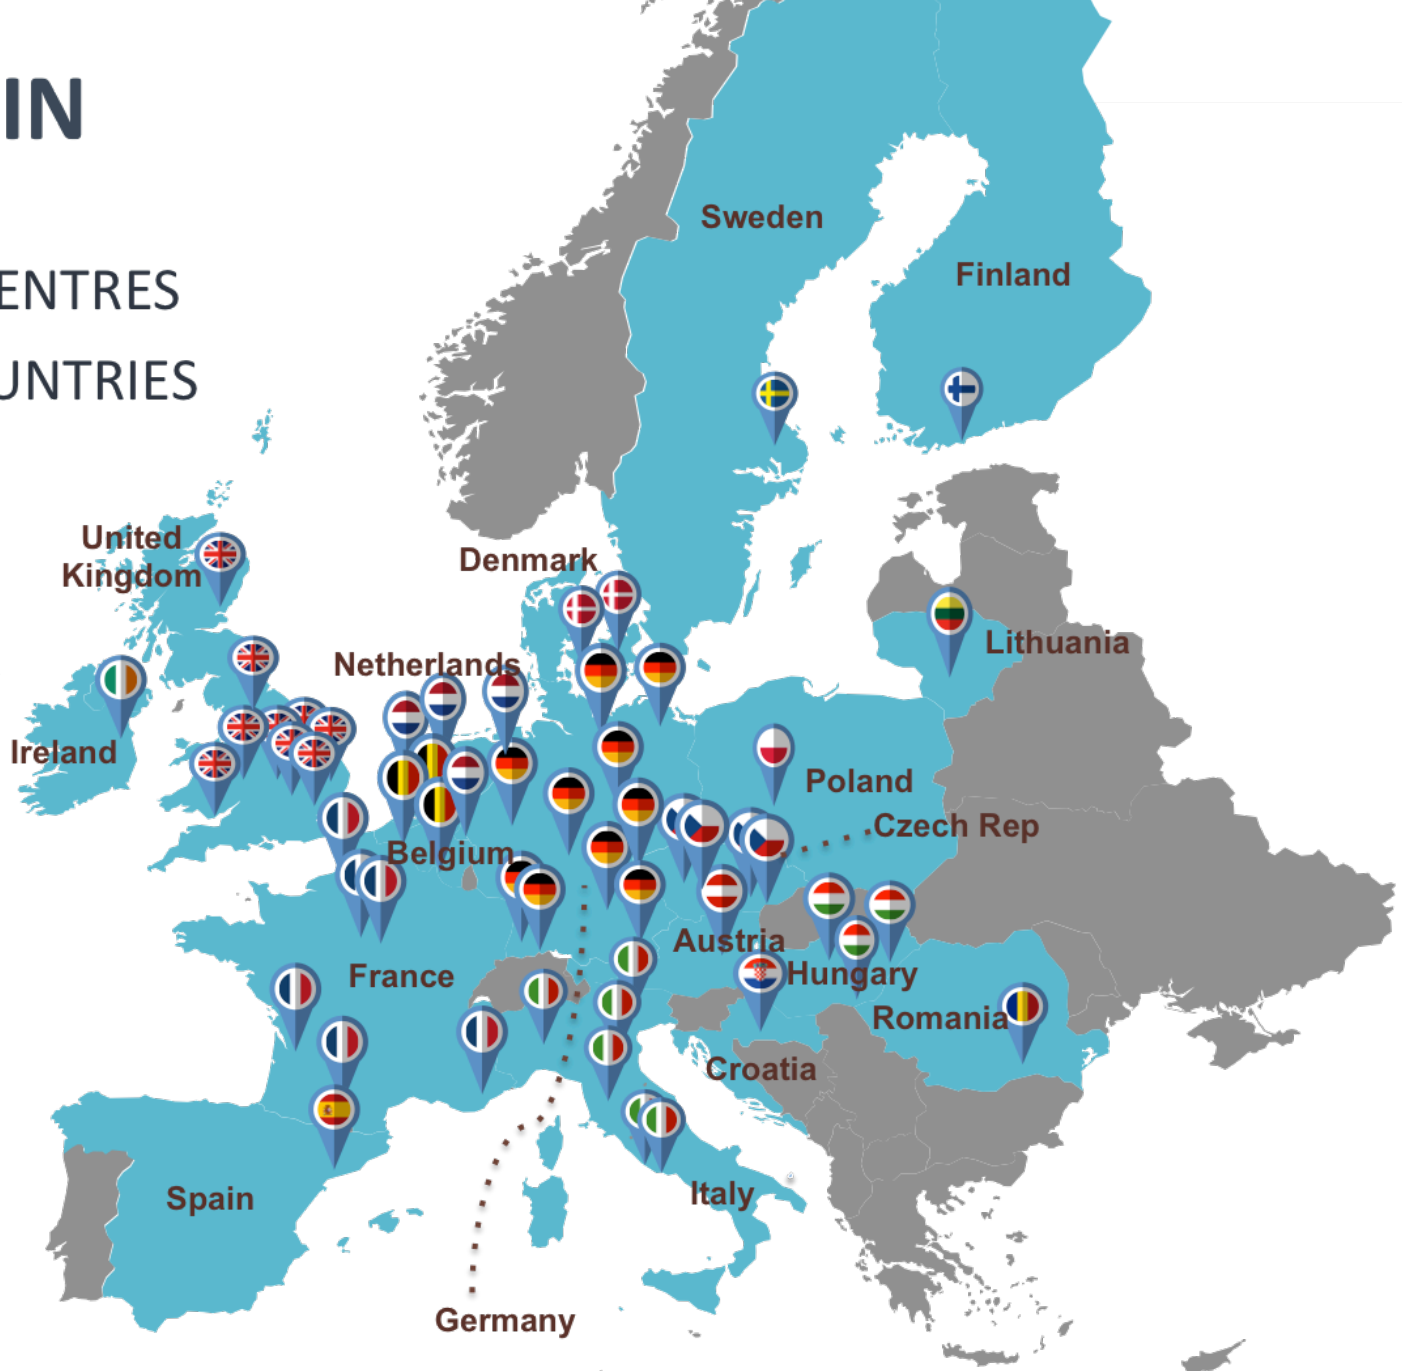 IN
ENTRES
UNTRIES
Sweden
Finland
United
Kingdom
Denmark
Lithuania
Netherlands
Ireland
Poland
Czech Rep
Belgium
Austria
France
Hungary
Romania
Croatia
Spain
Italy
Germany